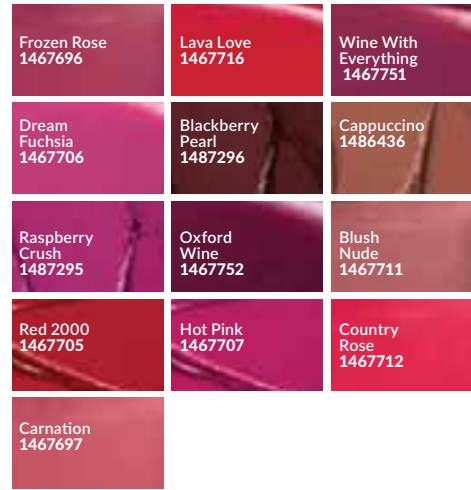 Frozen Rose
1467696
Lava Love
1467716
Wine With
Everything
1467751
Dream
Fuchsia
1467706
Blackberry
Pearl
1487296
Cappuccino
1486436
Raspberry
Crush
1487295
Oxford
Wine
1467752
Blush
Nude
1467711
Red 2000
1467705
Hot Pink
1467707
Country
Rose
1467712
Carnation
1467697